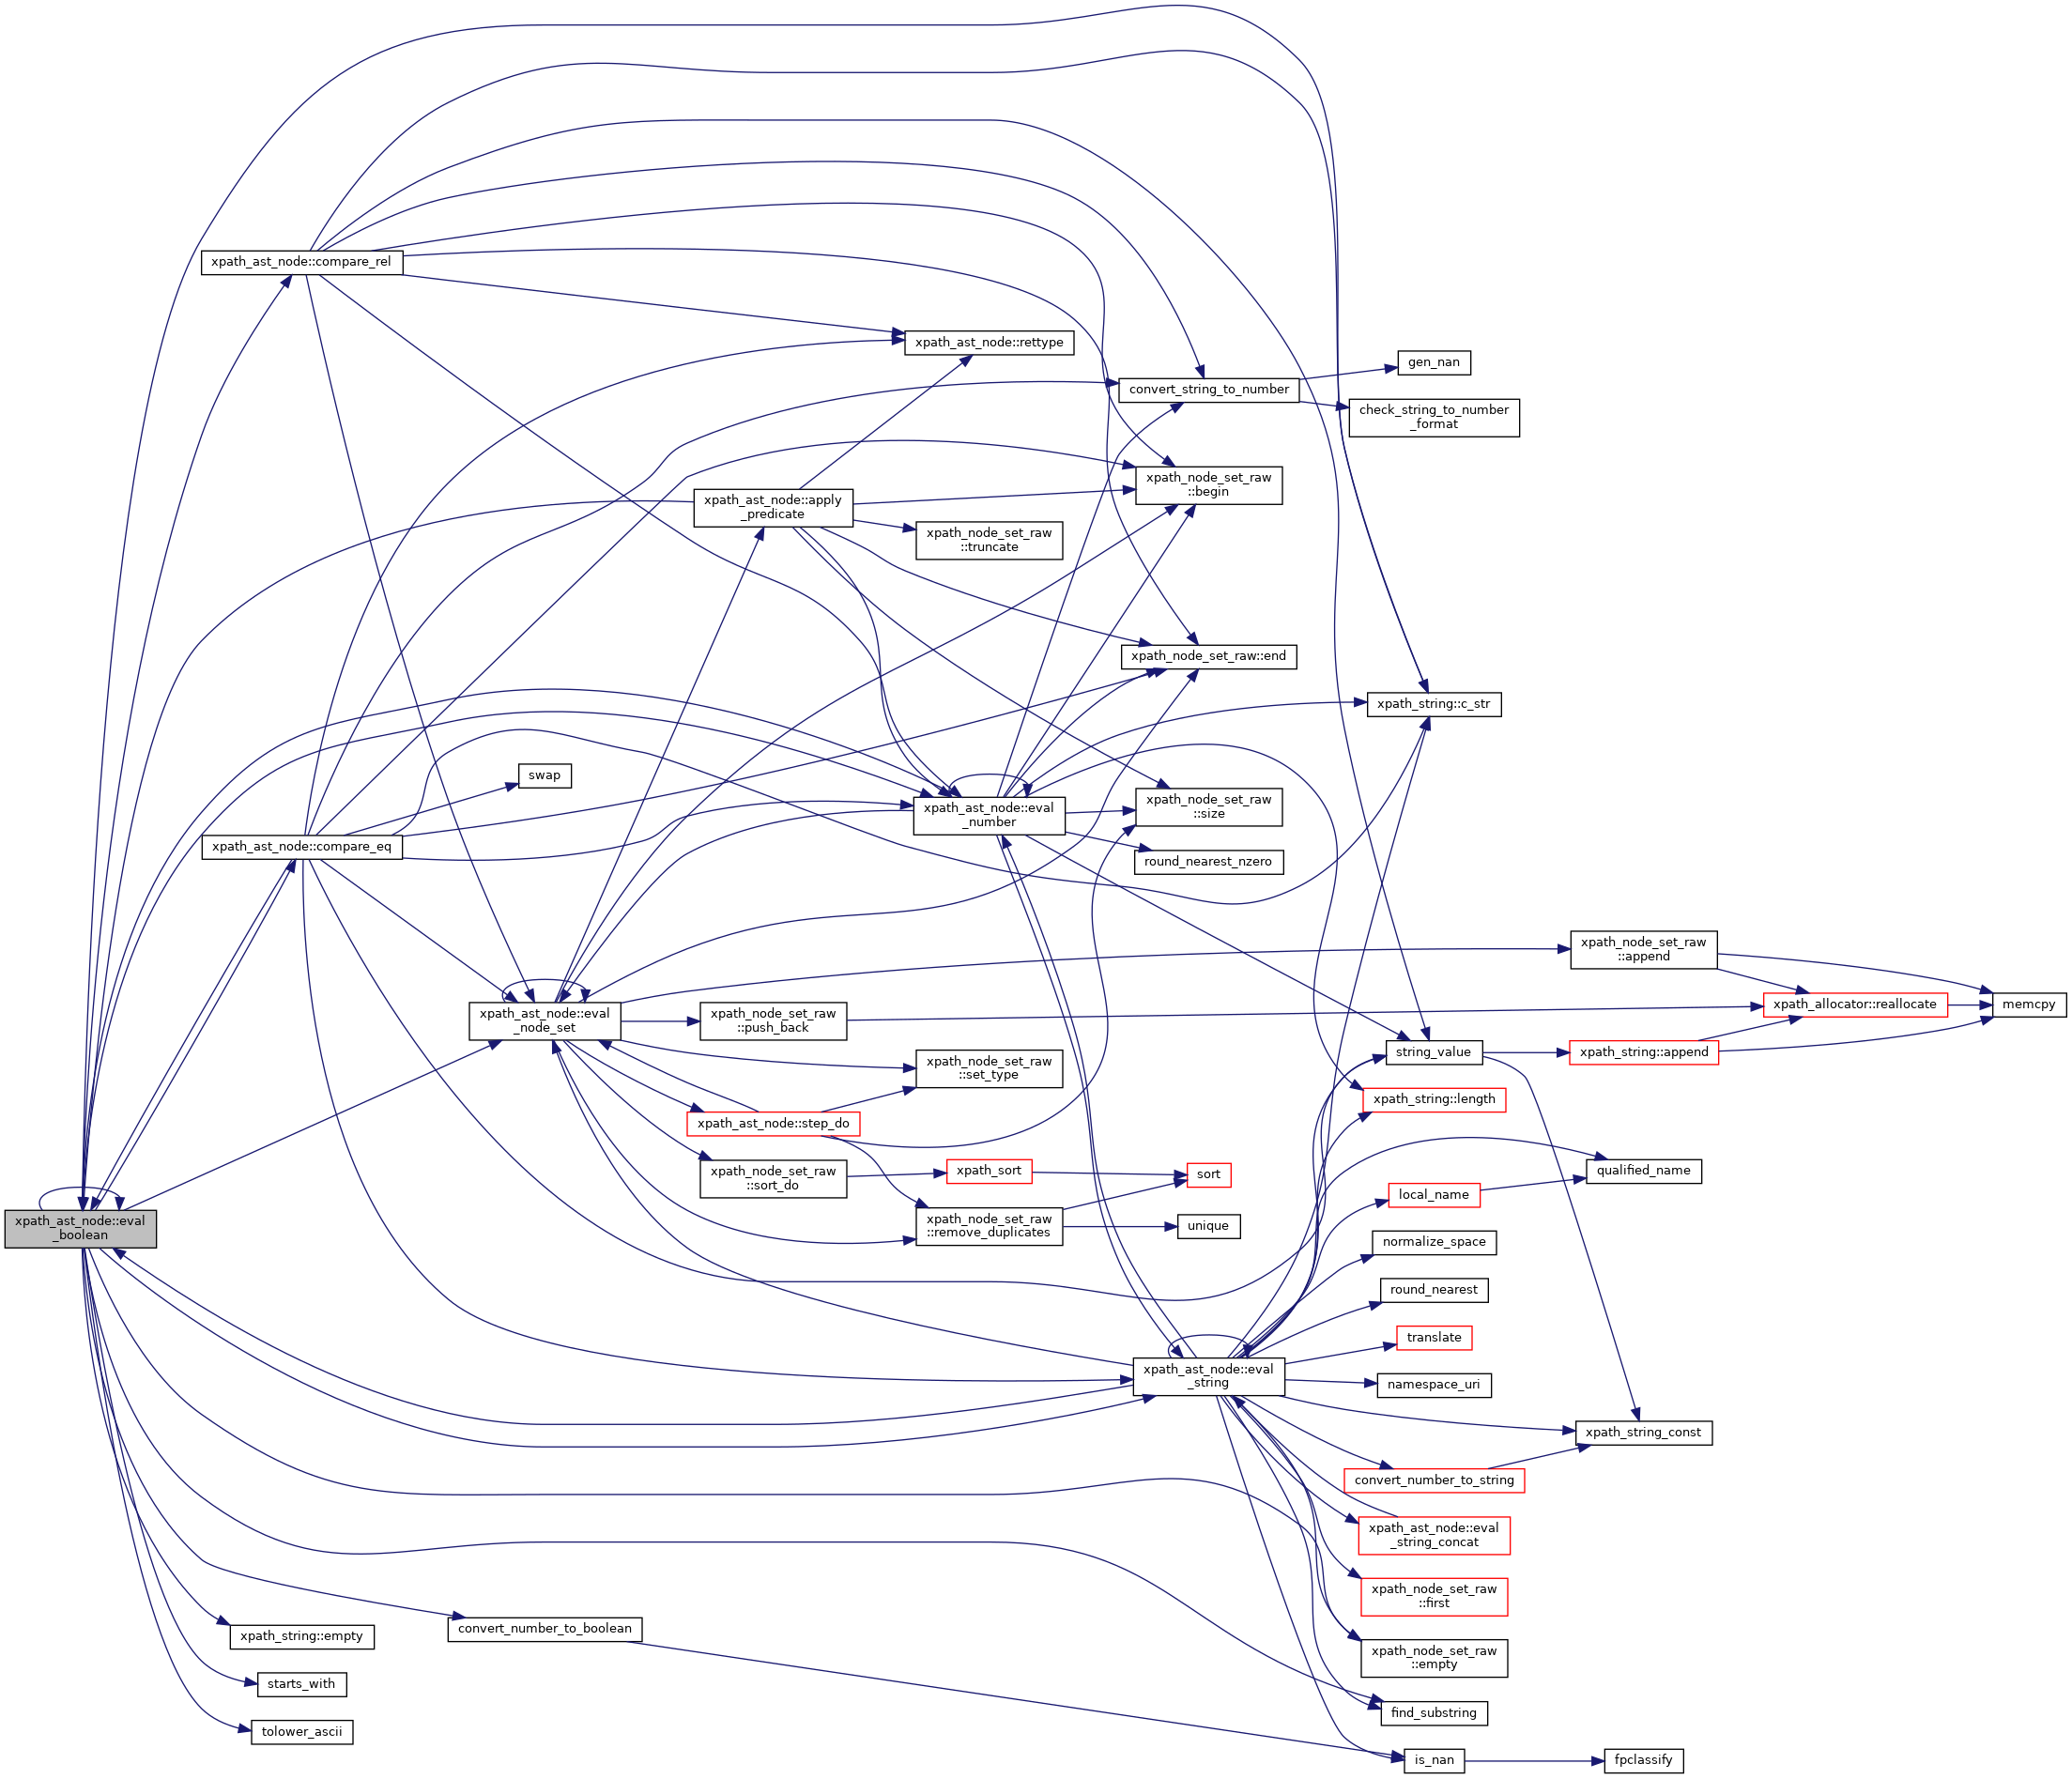 xpath_ast_node::compare_rel
xpath_ast_node::rettype
gen_nan
convert_string_to_number
check_string_to_number
_format
xpath_node_set_raw
::begin
xpath_ast_node::apply
_predicate
xpath_node_set_raw
::truncate
xpath_node_set_raw::end
xpath_string::c_str
swap
xpath_ast_node::eval
_number
xpath_node_set_raw
::size
xpath_ast_node::compare_eq
round_nearest_nzero
xpath_node_set_raw
::append
xpath_allocator::reallocate
memcpy
xpath_ast_node::eval
_node_set
xpath_node_set_raw
::push_back
string_value
xpath_string::append
xpath_node_set_raw
::set_type
xpath_string::length
xpath_ast_node::step_do
xpath_node_set_raw
::sort_do
xpath_sort
sort
qualified_name
local_name
xpath_ast_node::eval
_boolean
xpath_node_set_raw
::remove_duplicates
unique
normalize_space
round_nearest
translate
xpath_ast_node::eval
_string
namespace_uri
xpath_string_const
convert_number_to_string
xpath_ast_node::eval
_string_concat
xpath_node_set_raw
::first
xpath_string::empty
convert_number_to_boolean
xpath_node_set_raw
::empty
starts_with
find_substring
tolower_ascii
is_nan
fpclassify